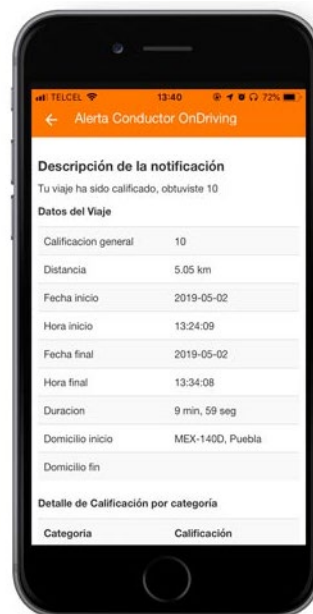 TELCEL 13:40 72%
Alerta Conductor OnDriving
Descripción de la notificación
Tu viaje ha sido calificado, obtuviste 10
Datos del Viaje
Calificacion general 10
Distancia 5.05 km
Fecha inicio 2019-05-02
Hora inicio 13:24:09
Fecha final 2019-05-02
Hora final 13:34:08
Duracion 9 min, 59 seg
Domicilio inicio MEX-140D, Puebla
Domicilio fin
Detalle de Calificación por categoría
Categoria Calificación